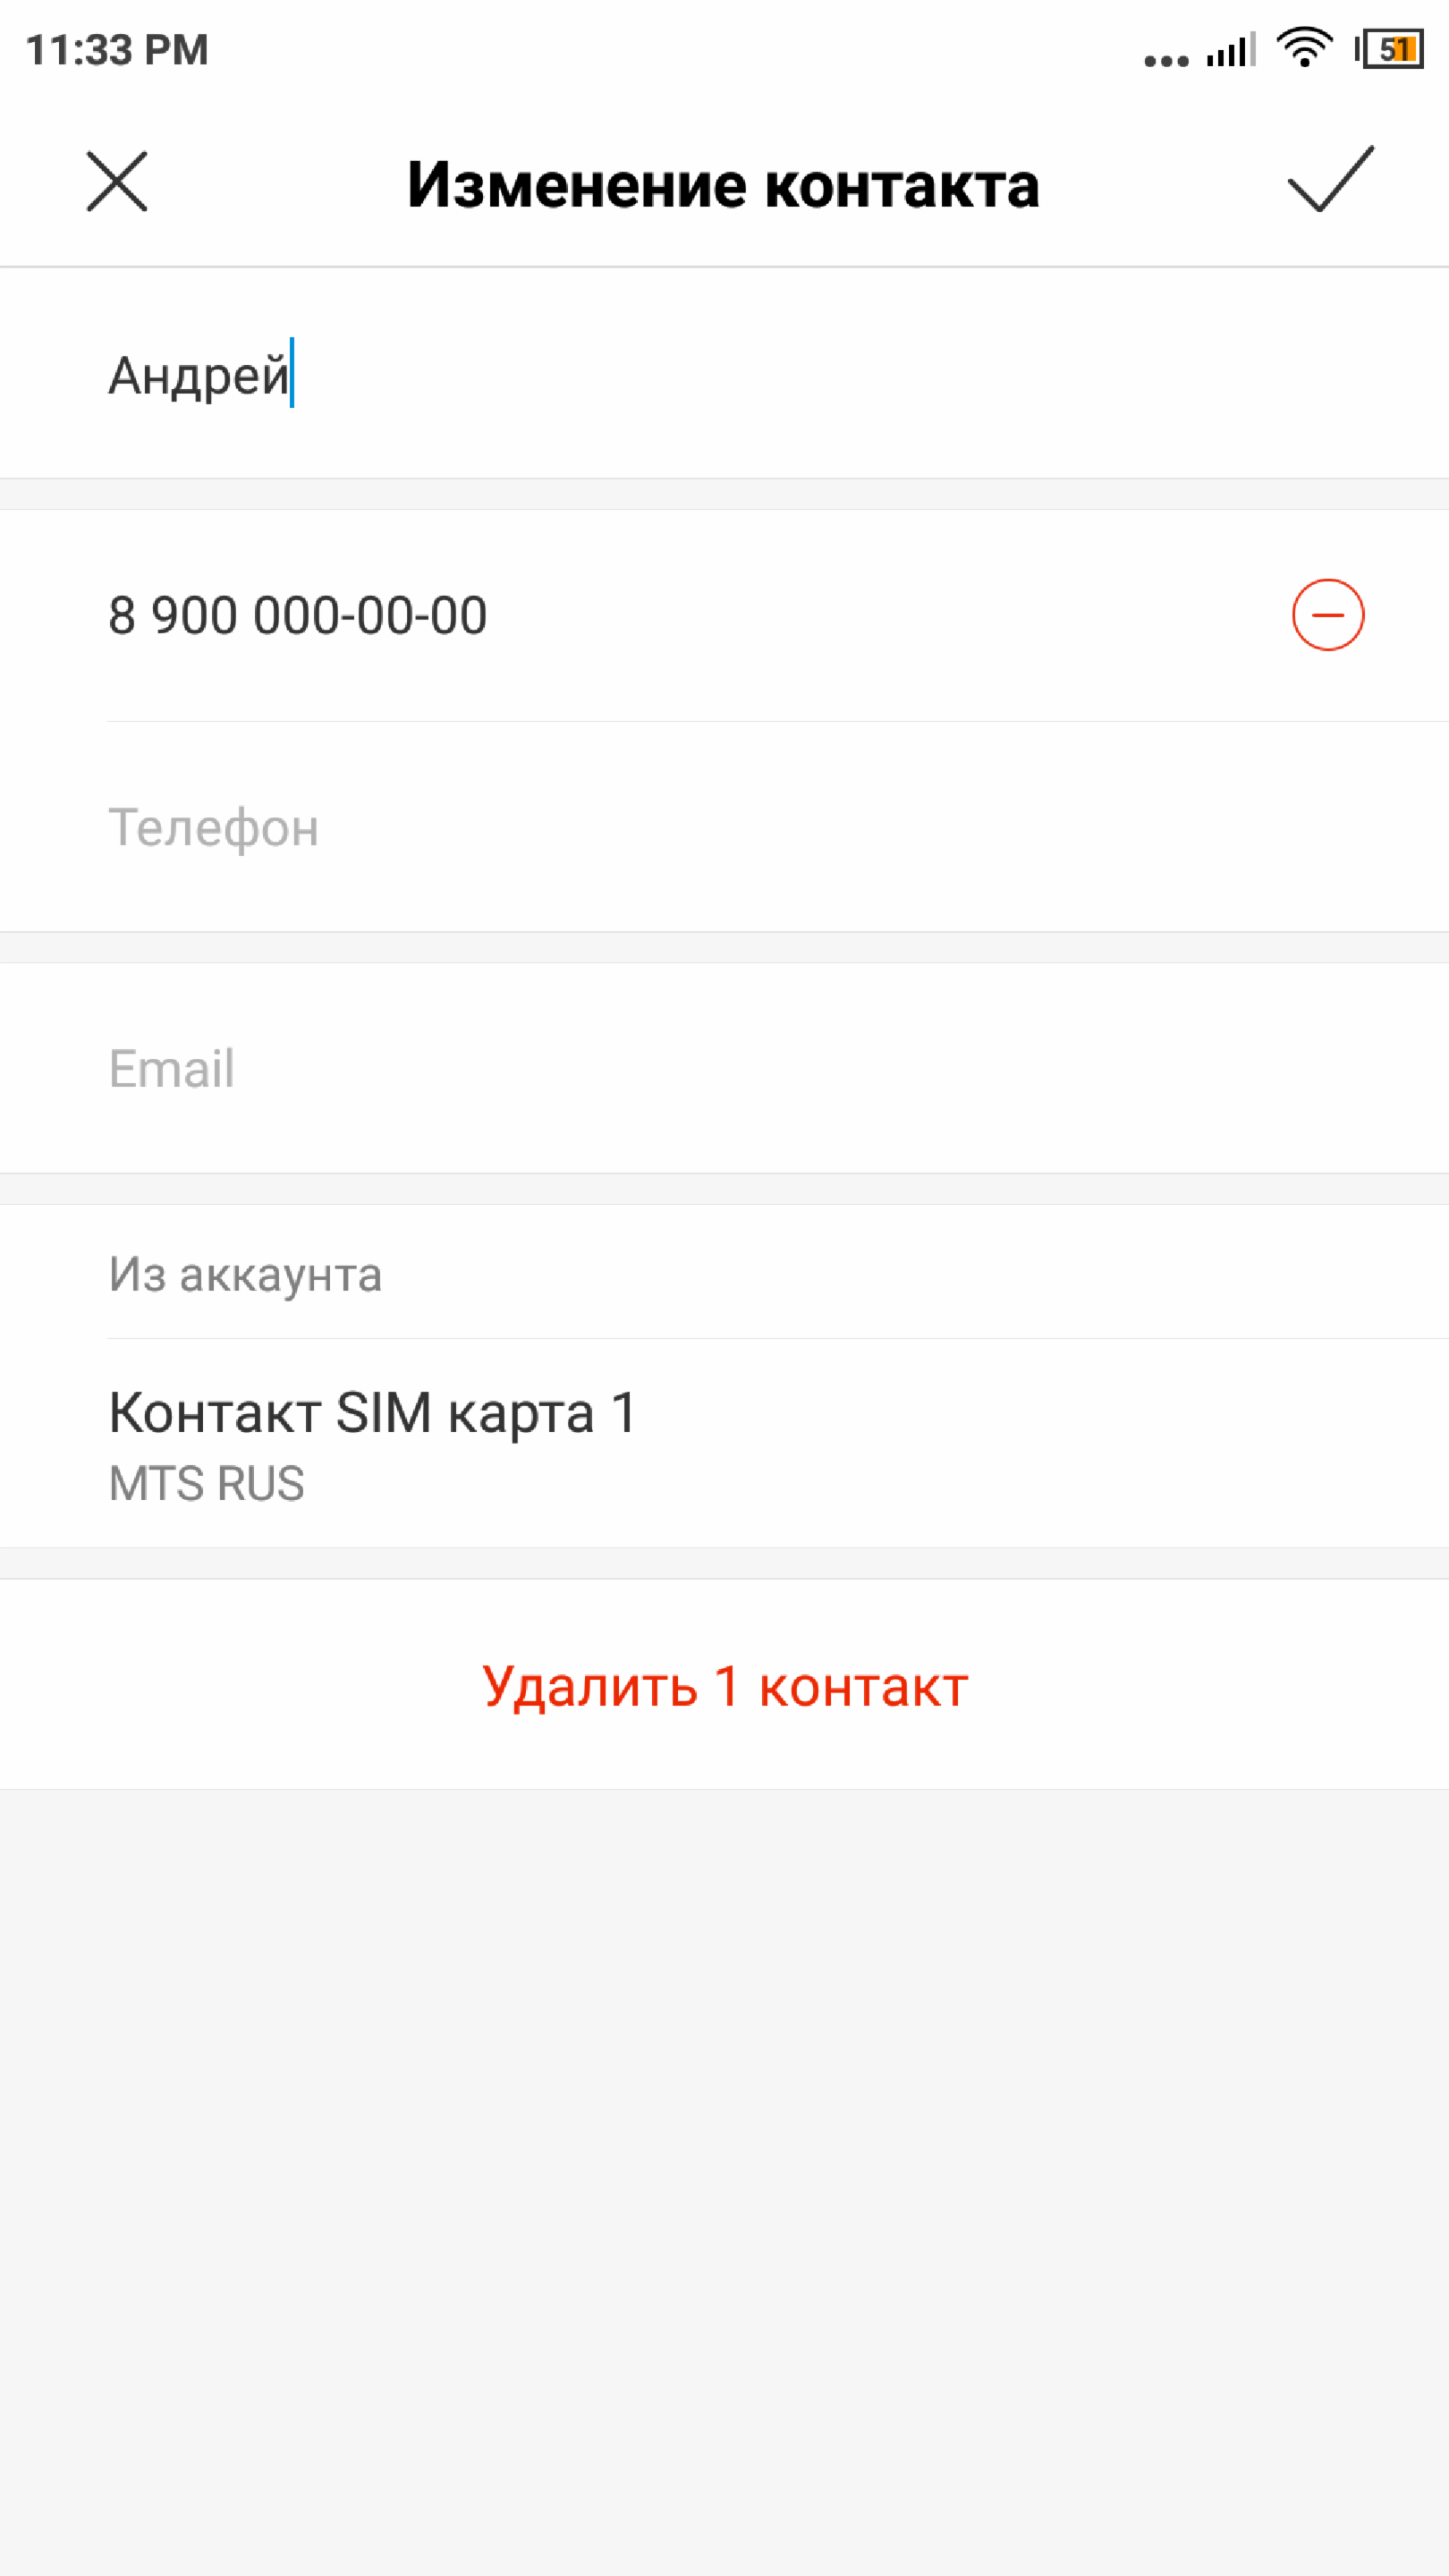 11:33 PM
51
Изменение контакта
Андрей
8 900 000-00-00
Телефон
Email
Из аккаунта
Контакт SIM карта 1
MTS RUS
Удалить 1 контакт